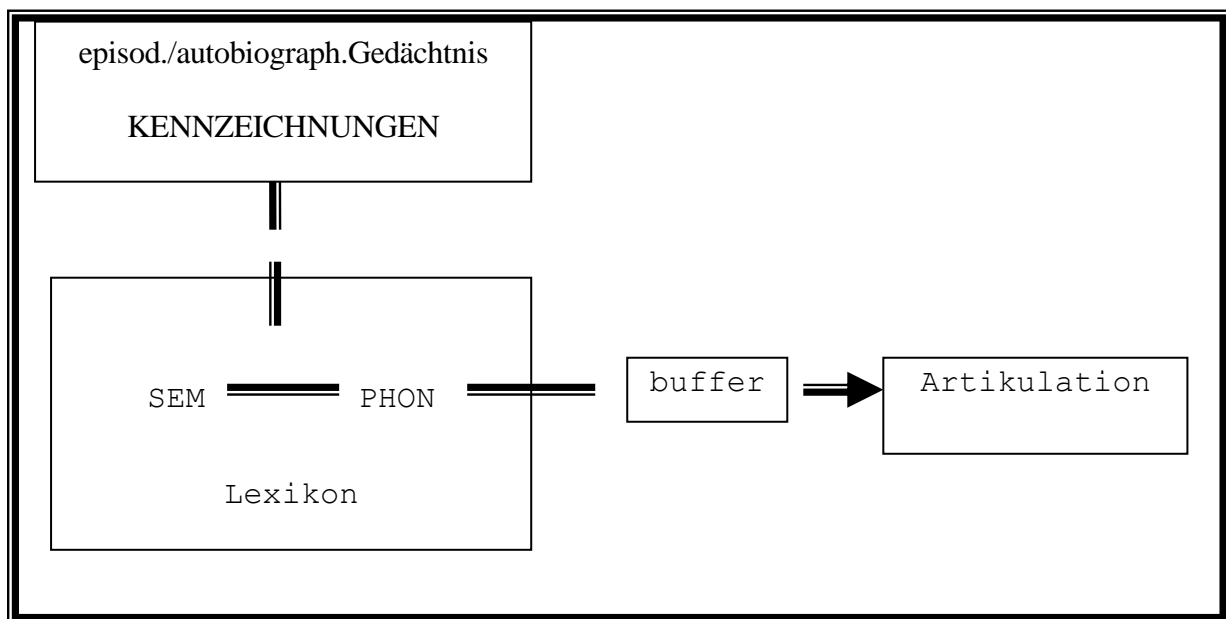 episod./autobiograph.Gedächtnis
KENNZEICHNUNGEN
SEM PHON
Lexikon
buffer
Artikulation